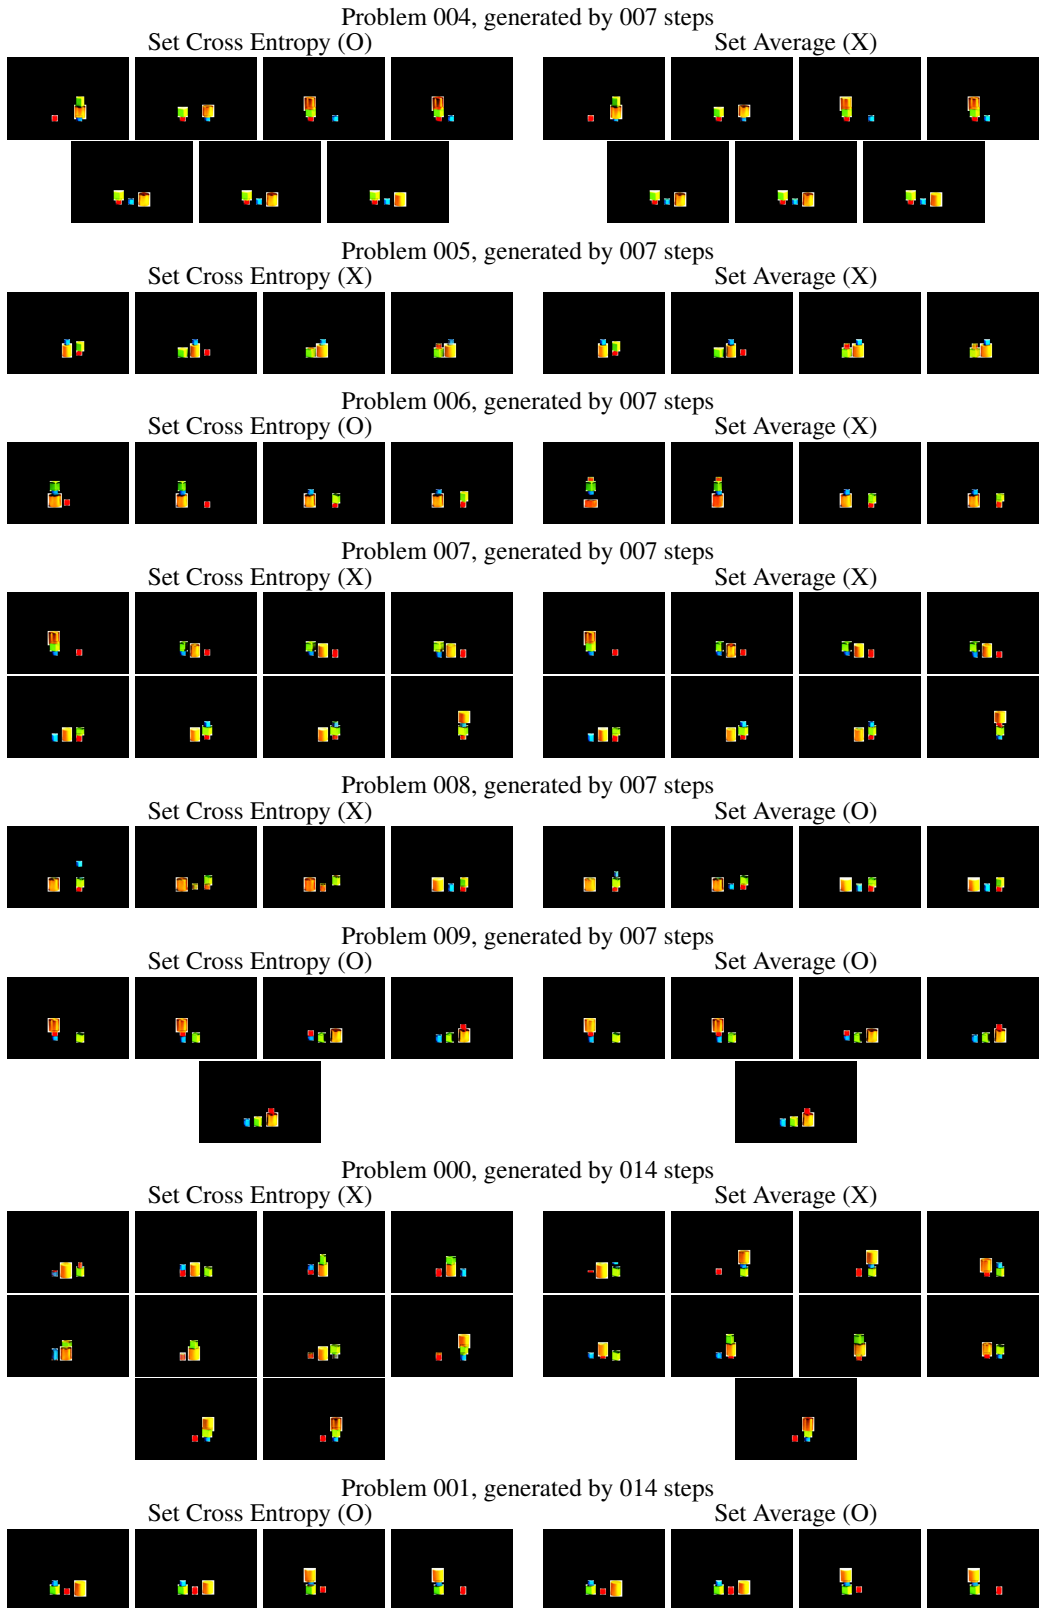 Problem 004, generated by 007 steps
Set Cross Entropy (O) Set Average (X)
Problem 005, generated by 007 steps
Set Cross Entropy (X) Set Average (X)
Problem 006, generated by 007 steps
Set Cross Entropy (O) Set Average (X)
Problem 007, generated by 007 steps
Set Cross Entropy (X) Set Average (X)
Problem 008, generated by 007 steps
Set Cross Entropy (X) Set Average (O)
Problem 009, generated by 007 steps
Set Cross Entropy (O) Set Average (O)
Problem 000, generated by 014 steps
Set Cross Entropy (X) Set Average (X)
Problem 001, generated by 014 steps
Set Cross Entropy (O) Set Average (O)